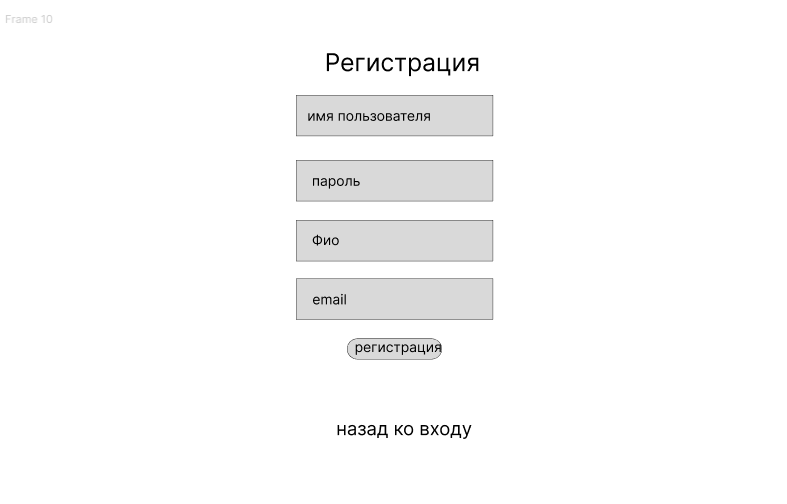 Frame 10
Регистрация
имя пользователя
пароль
Фио
email
регистрация
назад ко входу